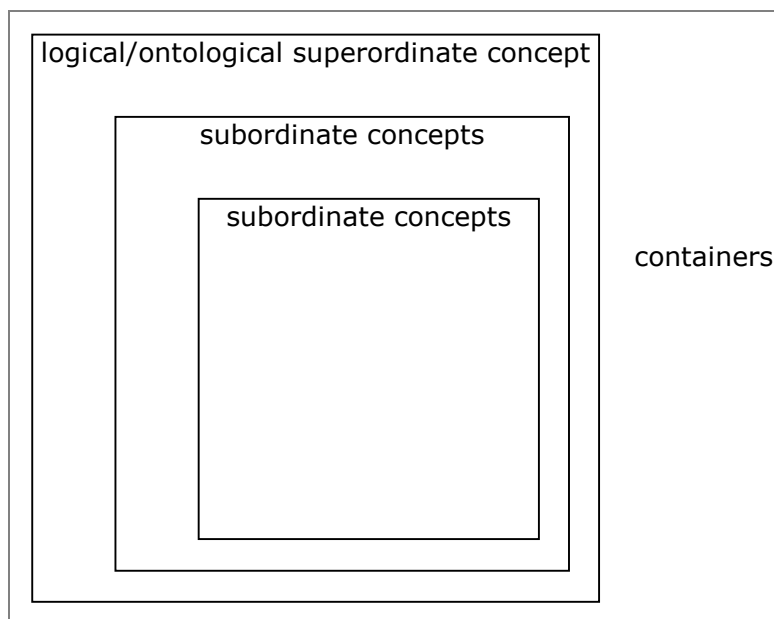 logical/ontological superordinate concept
subordinate concepts
subordinate concepts
containers